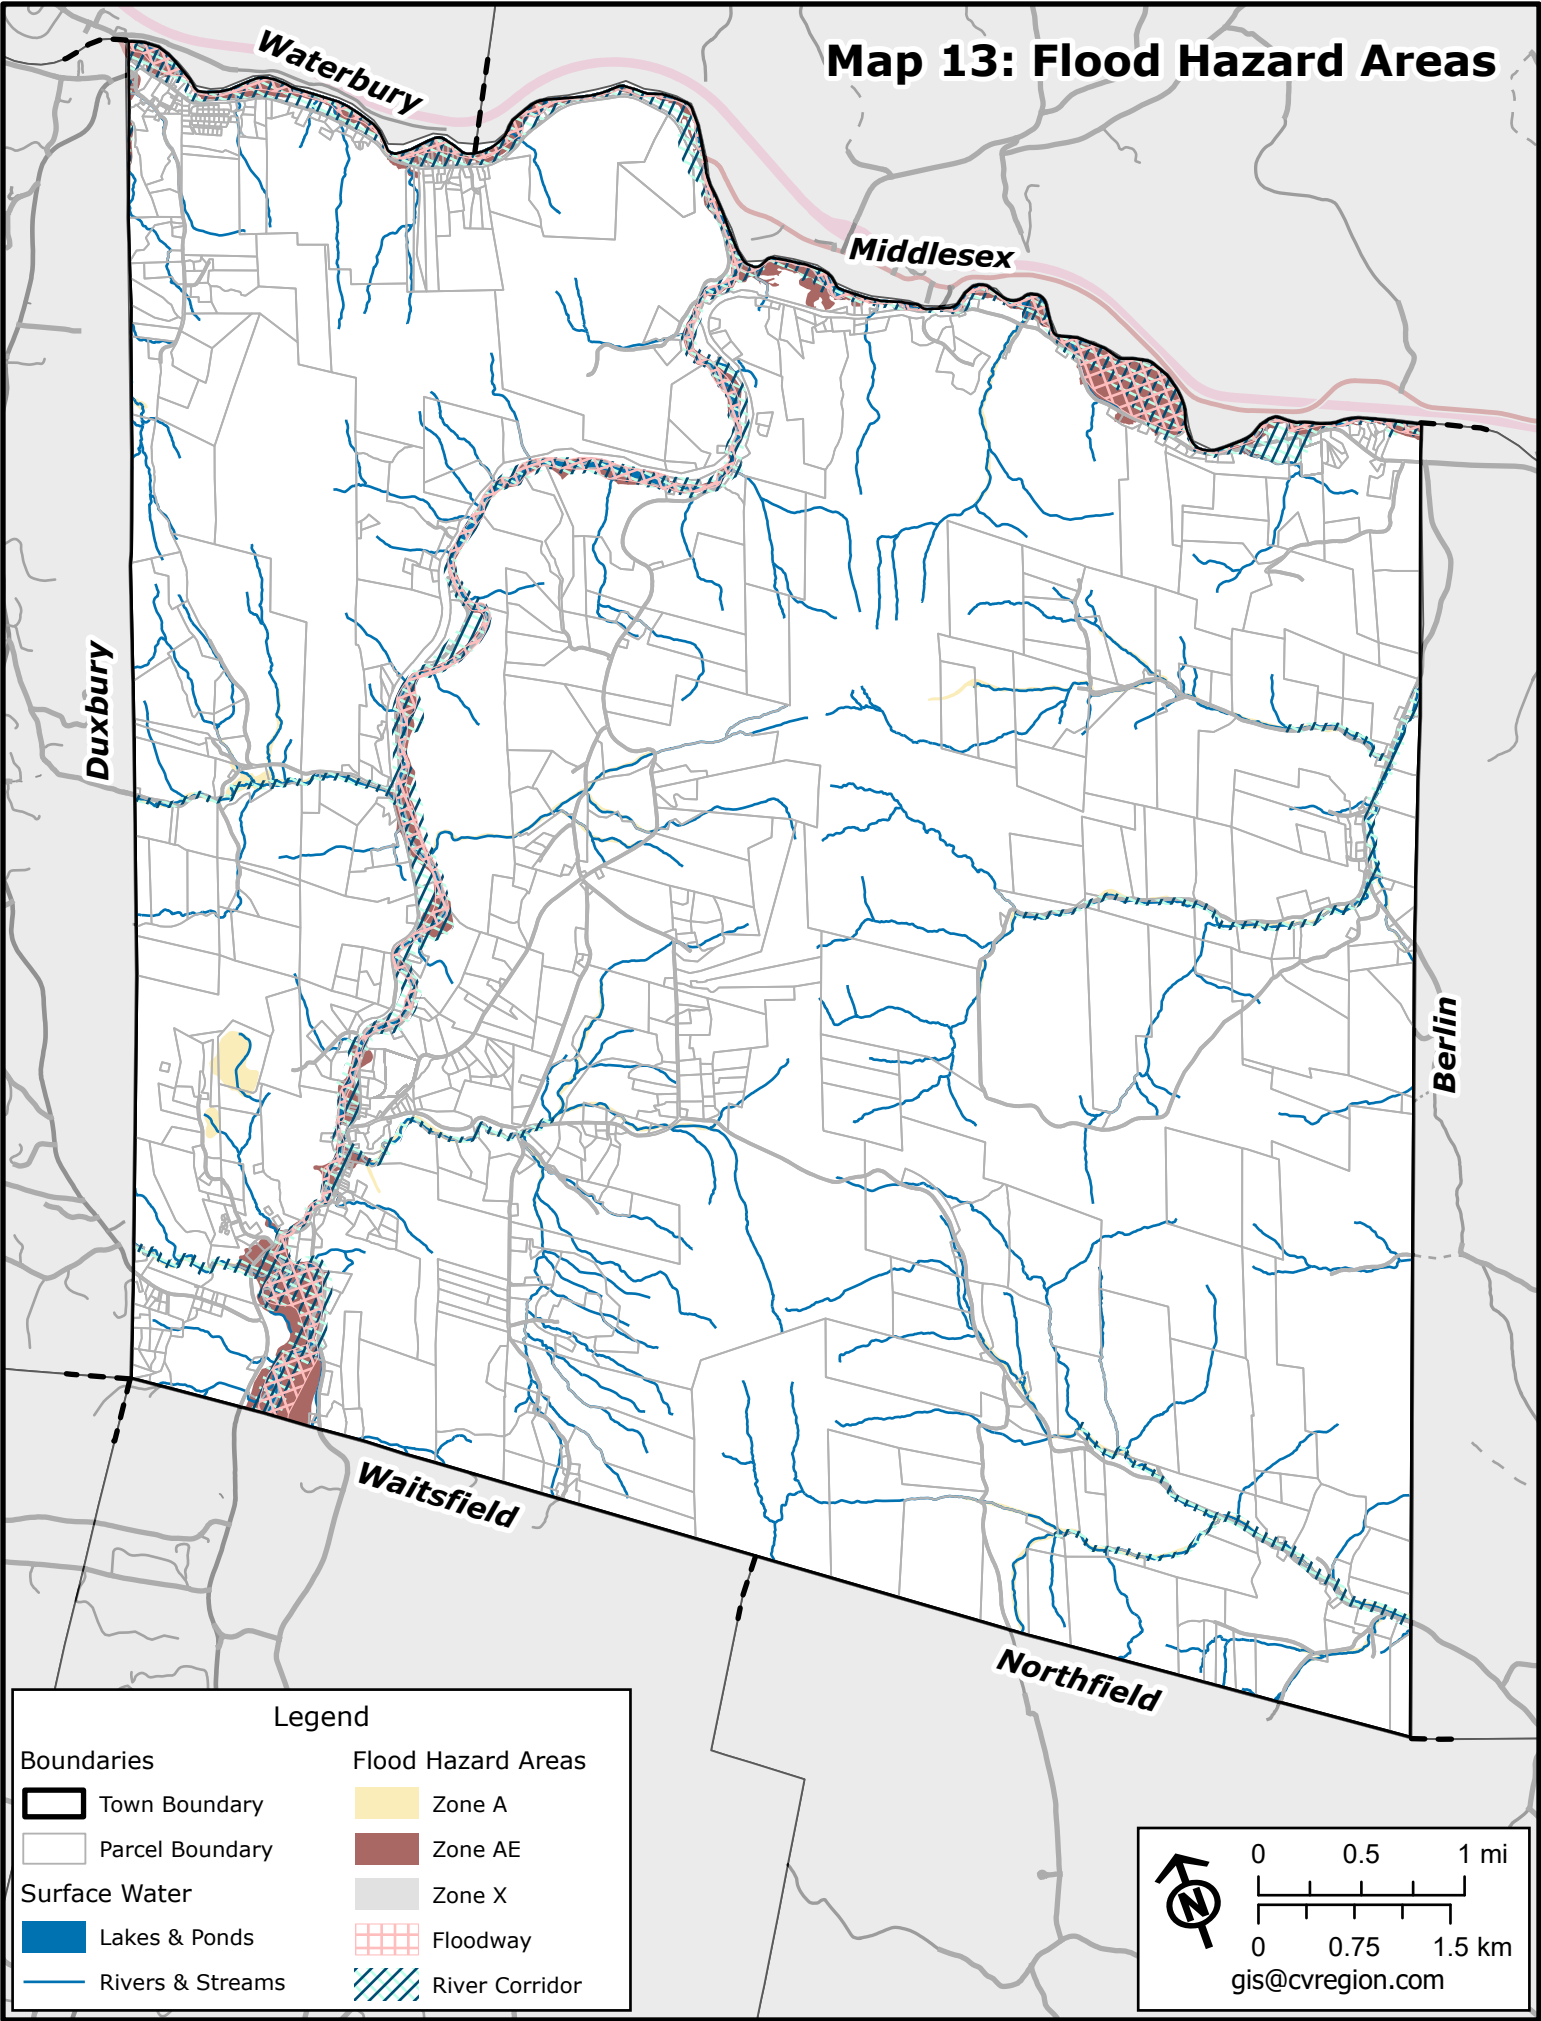 Map 13: Flood Hazard Areas
Waterbury
Middlesex
Duxbury
Berlin
Waitsfield
Northfield
Legend
Boundaries
Town Boundary
Parcel Boundary
Surface Water
Lakes & Ponds
Rivers & Streams
Flood Hazard Areas
Zone A
Zone AE
Zone X
Floodway
River Corridor
N
0 0.5 1 mi
0 0.75 1.5 km
gis@cvregion.com